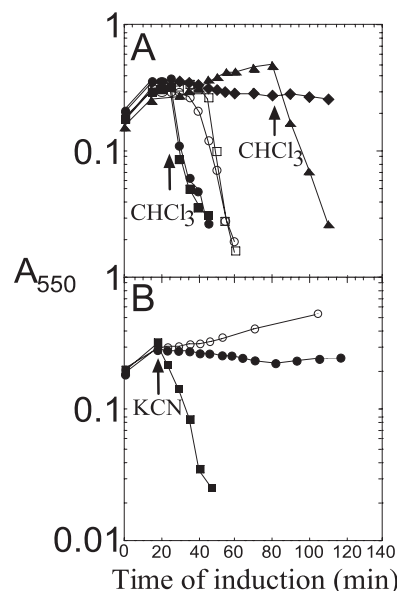 1
A
0.1
CHCl3
CHCl3
A550
1
B
KCN
0.1
0.01
0 20 40 60 80 100 120 140
Time of induction (min)